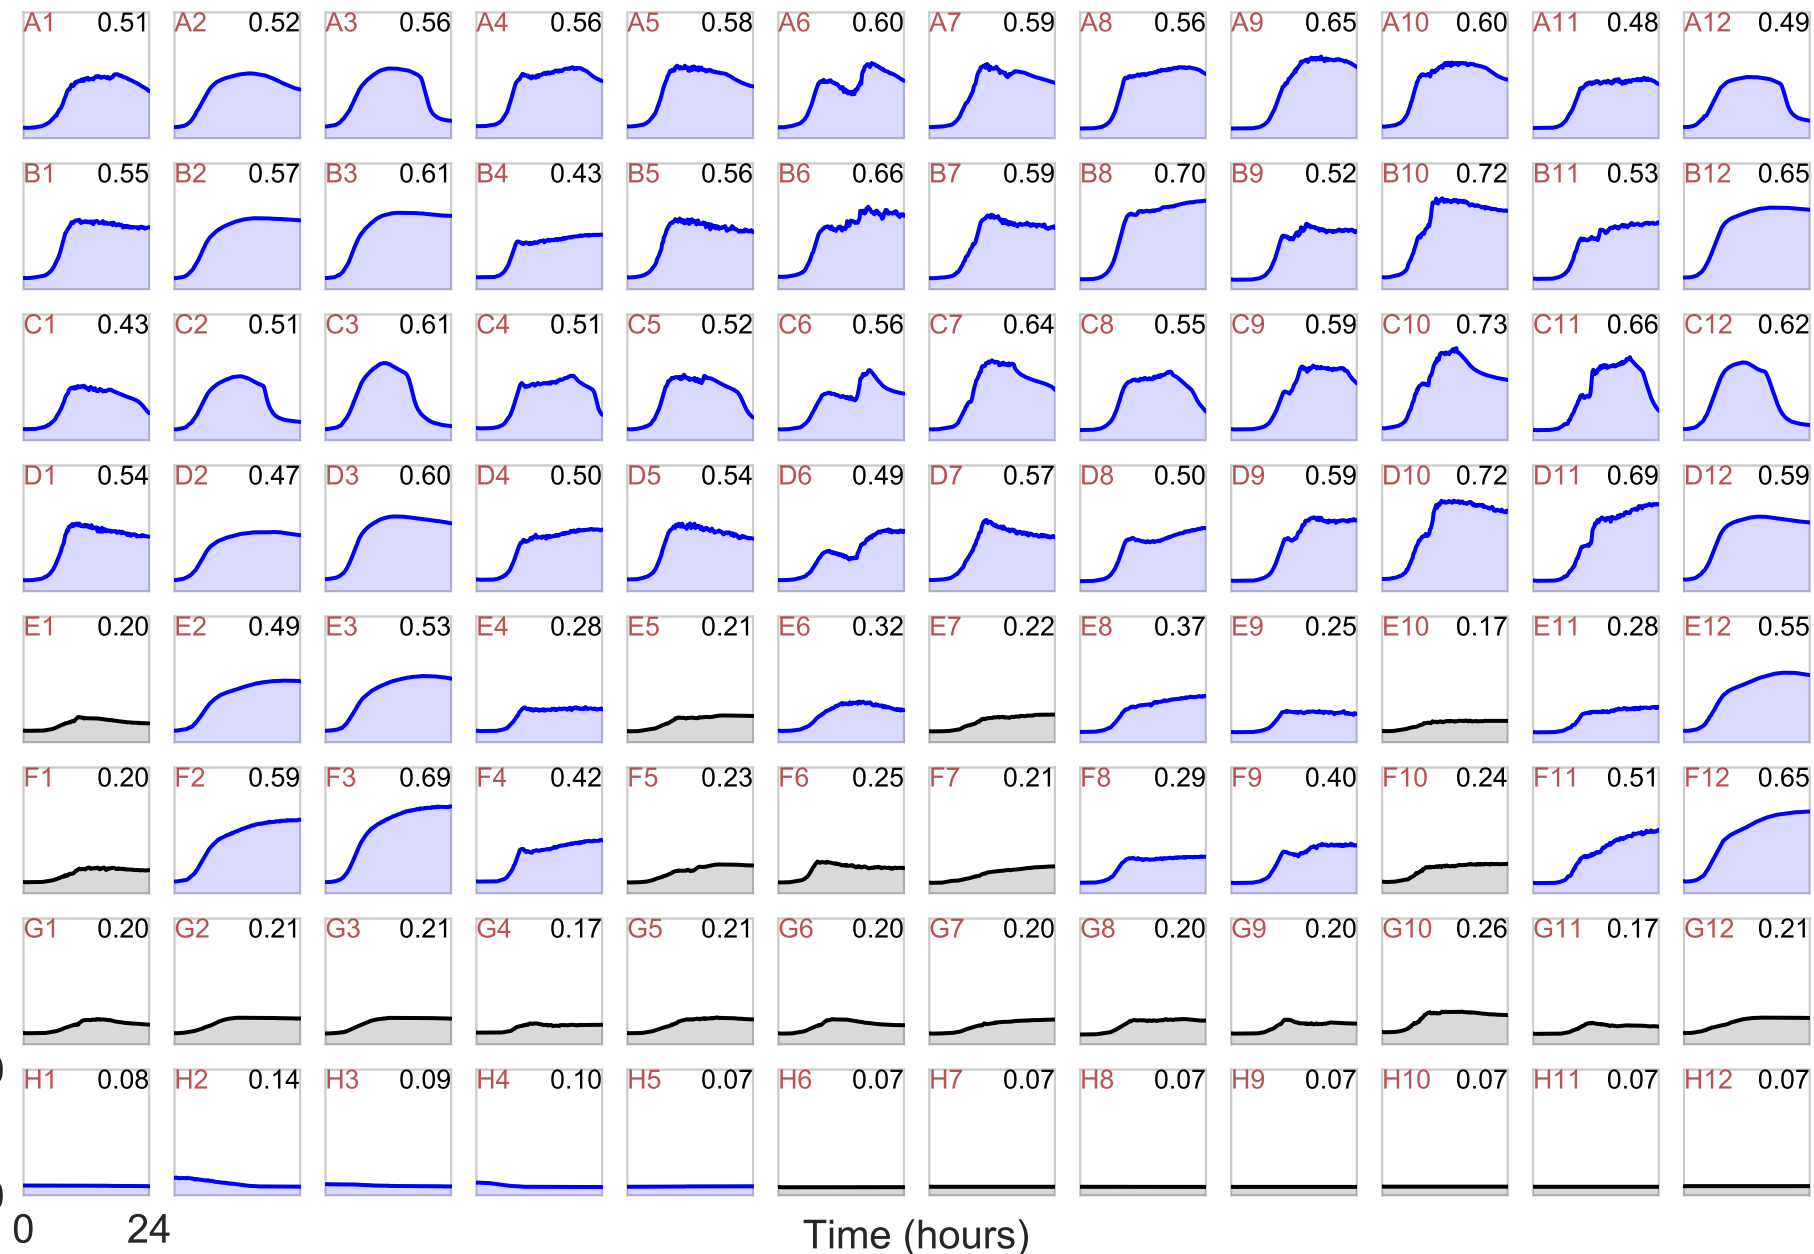 A1 0.51 A2 0.52 A3 0.56 A4 0.56 A5 0.58 A6 0.60 A7 0.59 A8 0.56 A9 0.65 A10 0.60 A11 0.48 A12 0.49
B1 0.55 B2 0.57 B3 0.61 B4 0.43 B5 0.56 B6 0.66 B7 0.59 B8 0.70 B9 0.52 B10 0.72 B11 0.53 B12 0.65
C1 0.43 C2 0.51 C3 0.61 C4 0.51 C5 0.52 C6 0.56 C7 0.64 C8 0.55 C9 0.59 C10 0.73 C11 0.66 C12 0.62
D1 0.54 D2 0.47 D3 0.60 D4 0.50 D5 0.54 D6 0.49 D7 0.57 D8 0.50 D9 0.59 D10 0.72 D11 0.69 D12 0.59
E1 0.20 E2 0.49 E3 0.53 E4 0.28 E5 0.21 E6 0.32 E7 0.22 E8 0.37 E9 0.25 E10 0.17 E11 0.28 E12 0.55
F1 0.20 F2 0.59 F3 0.69 F4 0.42 F5 0.23 F6 0.25 F7 0.21 F8 0.29 F9 0.40 F10 0.24 F11 0.51 F12 0.65
G1 0.20 G2 0.21 G3 0.21 G4 0.17 G5 0.21 G6 0.20 G7 0.20 G8 0.20 G9 0.20 G10 0.26 G11 0.17 G12 0.21
H1 0.08 H2 0.14 H3 0.09 H4 0.10 H5 0.07 H6 0.07 H7 0.07 H8 0.07 H9 0.07 H10 0.07 H11 0.07 H12 0.07
0 24 Time (hours)